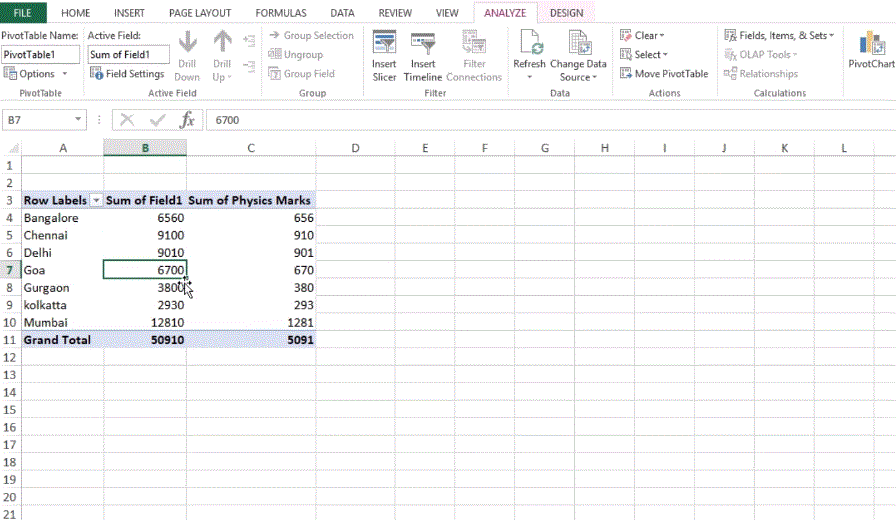 FILE HOME INSERT PAGE LAYOUT FORMULAS DATA REVIEW VIEW ANALYZE DESIGN
PivotTable Name:
PivotTable1
Options
PivotTable
Active Field:
Sum of Field1
Field Settings
Drill Down
Drill Up
Active Field
Group Selection
Ungroup
Group Field
Group
Insert Slicer
Insert Timeline
Filter Connections
Filter
Refresh
Change Data Source
Data
Clear
Select
Move PivotTable
Actions
Fields, Items, & Sets
OLAP Tools
Relationships
Calculations
PivotChart
B7 fx 6700
A B C D E F G H I J K L
1
2
3 Row Labels Sum of Field1 Sum of Physics Marks
4 Bangalore 6560 656
5 Chennai 9100 910
6 Delhi 9010 901
7 Goa 6700 670
8 Gurgaon 3800 380
9 kolkatta 2930 293
10 Mumbai 12810 1281
11 Grand Total 50910 5091
12
13
14
15
16
17
18
19
20
21